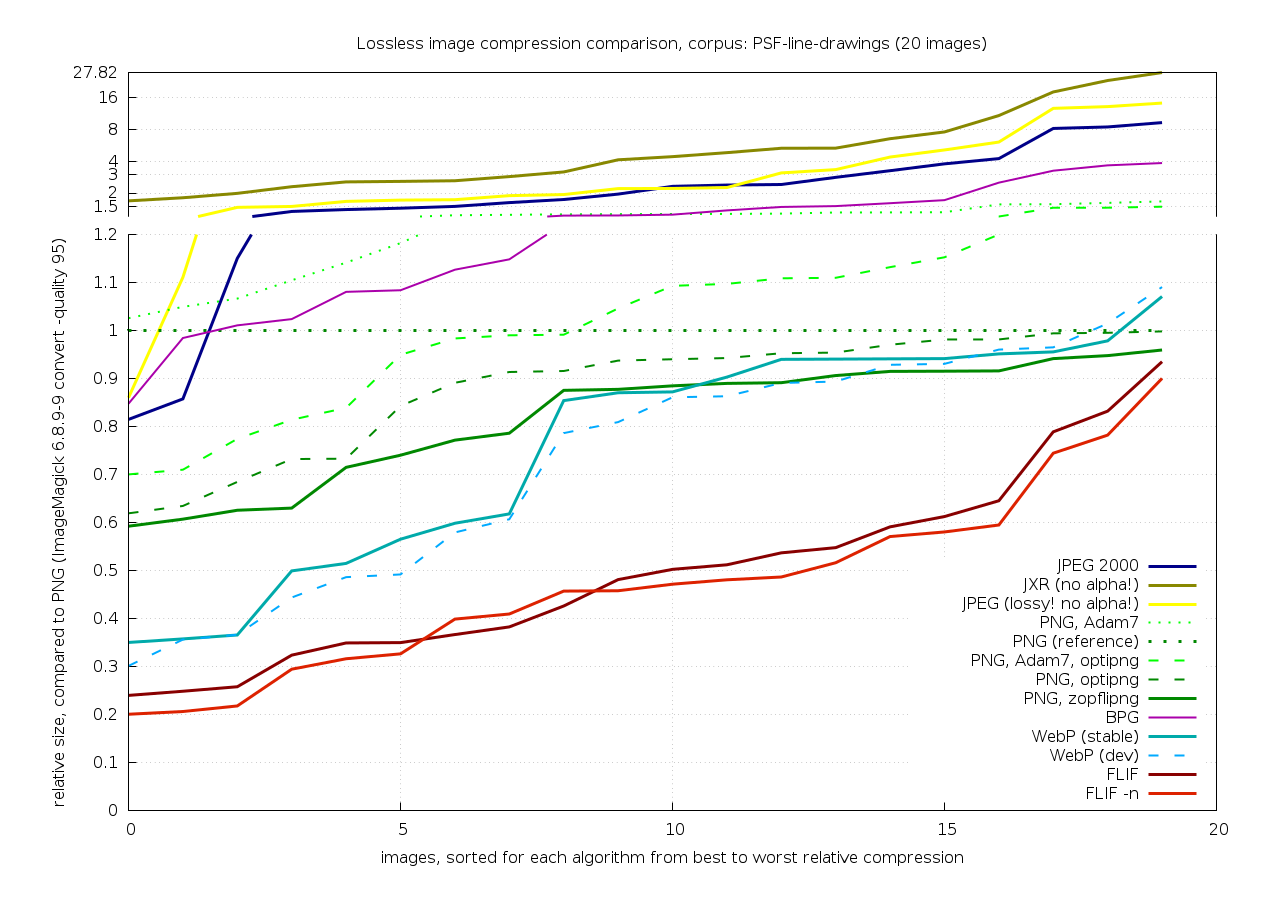 Lossless image compression comparison, corpus: PSF-line-drawings (20 images)
27.82
16
8
4
3
2
1.5
1.2
1.1
1
0.9
0.8
0.7
0.6
0.5
0.4
0.3
0.2
0.1
0
relative size, compared to PNG (ImageMagick 6.8.9-9 convert -quality 95)
JPEG 2000
JXR (no alpha!)
JPEG (lossy! no alpha!)
PNG, Adam7
PNG (reference)
PNG, Adam7, optipng
PNG, optipng
PNG, zopflipng
BPG
WebP (stable)
WebP (dev)
FLIF
FLIF -n
0 5 10 15 20
images, sorted for each algorithm from best to worst relative compression